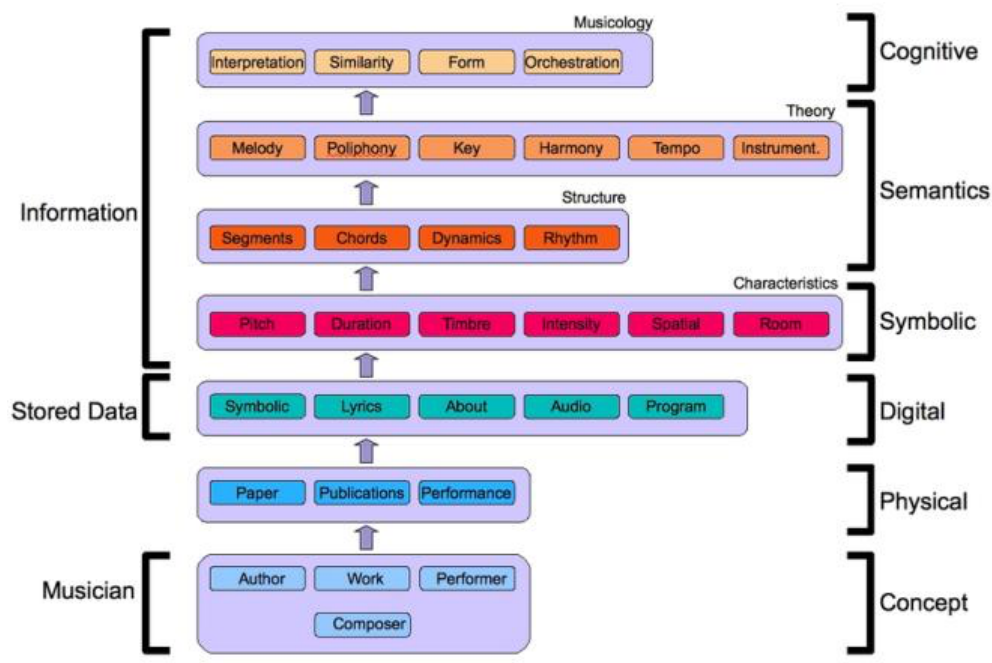 Musicology
Cognitive
Interpretation Similarity Form Orchestration
Theory
Melody Poliphony Key Harmony Tempo Instrument.
Semantics
Information
Structure
Segments Chords Dynamics Rhythm
Characteristics
Pitch Duration Timbre Intensity Spatial Room
Symbolic
Stored Data
Symbolic Lyrics About Audio Program
Digital
Paper Publications Performance
Physical
Author Work Performer
Musician
Concept
Composer